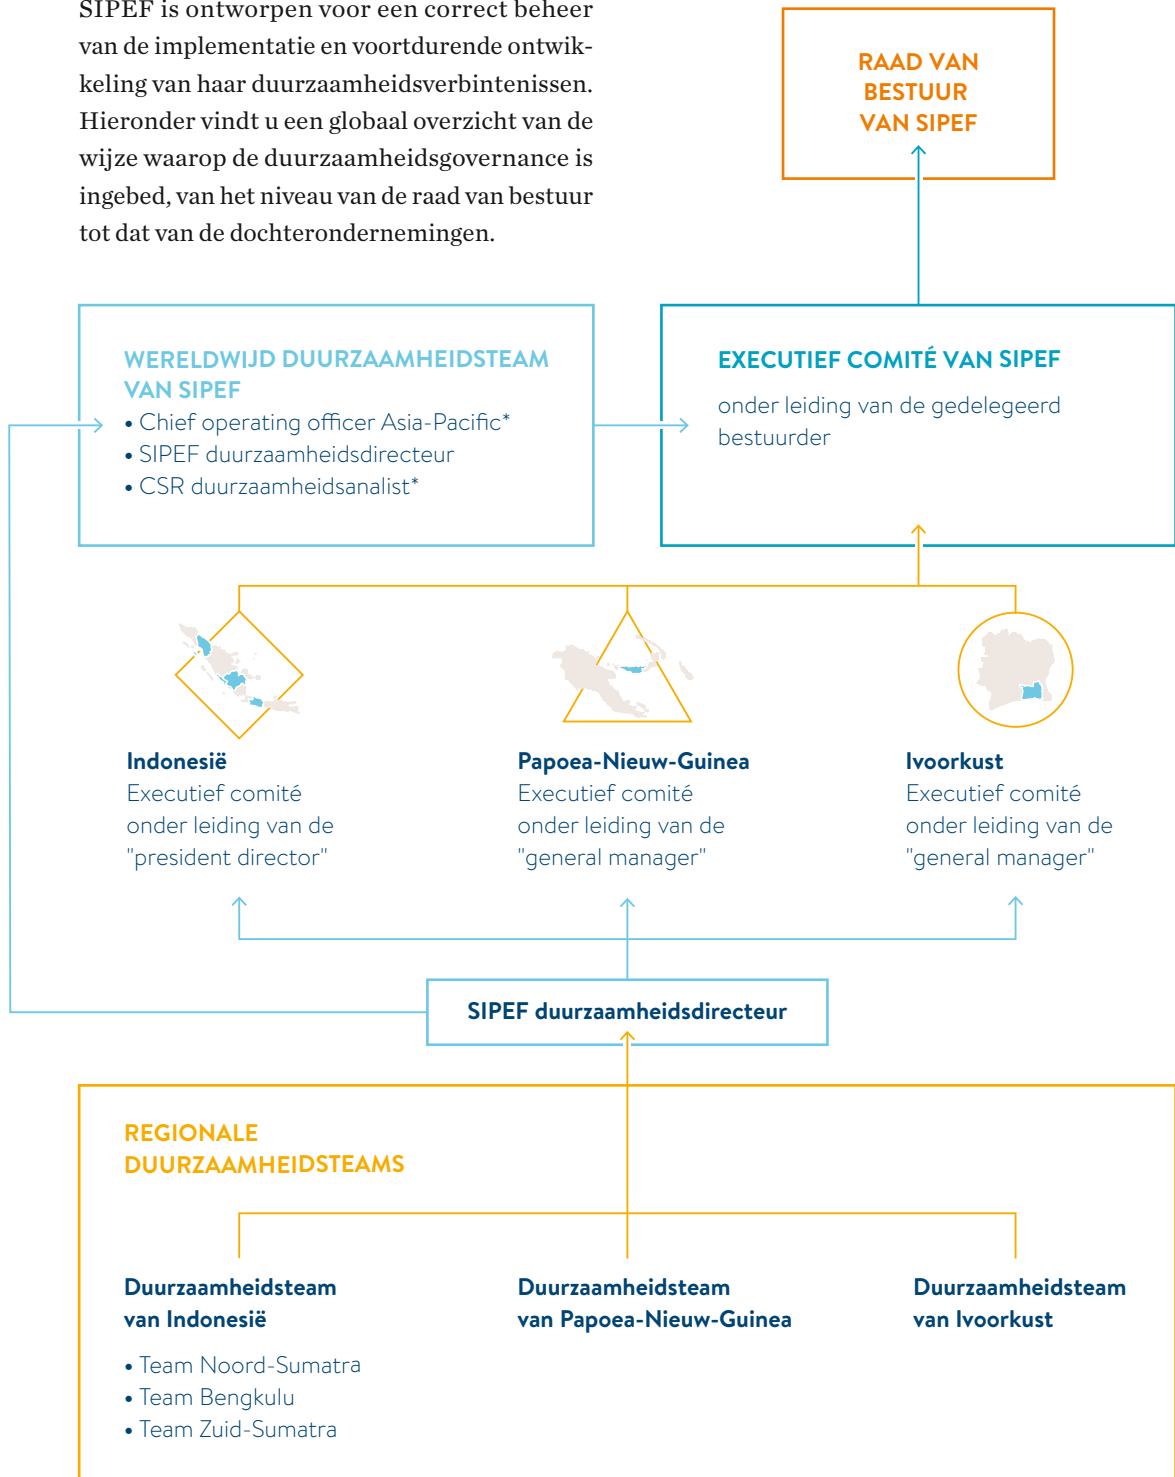 SIPEF is ontworpen voor een correct beheer
van de implementatie en voortdurende ontwik-
keling van haar duurzaamheidsverbintenissen.
Hieronder vindt u een globaal overzicht van de
wijze waarop de duurzaamheidsgovernance is
ingebed, van het niveau van de raad van bestuur
tot dat van de dochterondernemingen.
RAAD VAN
BESTUUR
VAN SIPEF
WERELDWIJD DUURZAAMHEIDSTEAM
VAN SIPEF
• Chief operating officer Asia-Pacific*
• SIPEF duurzaamheidsdirecteur
• CSR duurzaamheidsanalist*
EXECUTIEF COMITÉ VAN SIPEF
onder leiding van de gedelegeerd
bestuurder
Indonesië
Executief comité
onder leiding van de
"president director"
Papoea-Nieuw-Guinea
Executief comité
onder leiding van de
"general manager"
Ivoorkust
Executief comité
onder leiding van de
"general manager"
SIPEF duurzaamheidsdirecteur
REGIONALE
DUURZAAMHEIDSTEAMS
Duurzaamheidsteam
van Indonesië
• Team Noord-Sumatra
• Team Bengkulu
• Team Zuid-Sumatra
Duurzaamheidsteam
van Papoea-Nieuw-Guinea
Duurzaamheidsteam
van Ivoorkust